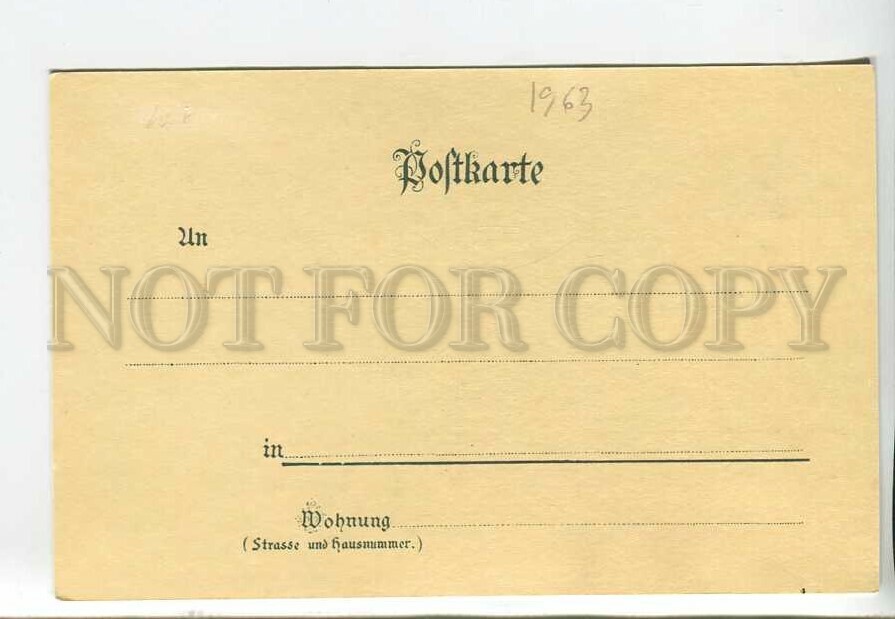 1963
Poſtkarte
An
NOT FOR COPY
in
Wohnung
(Strasse und Hausnummer.)